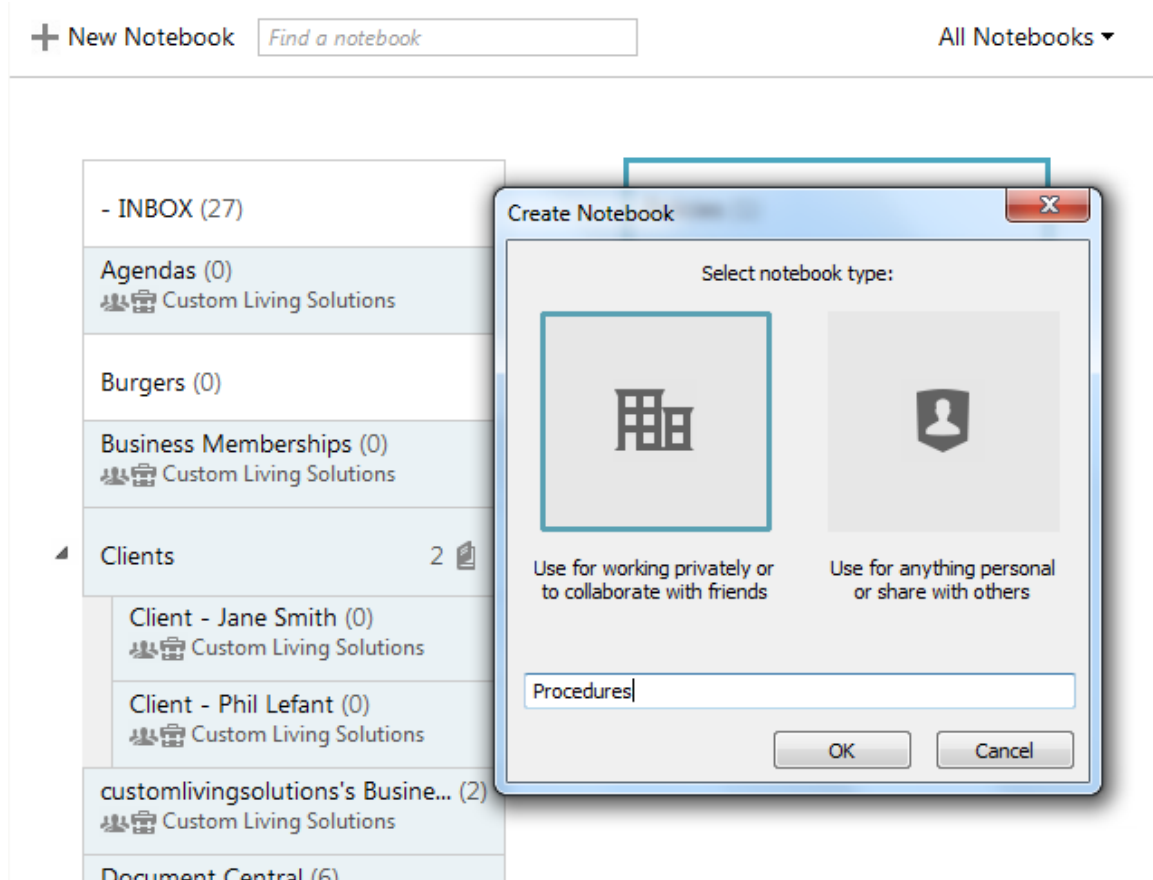 New Notebook
Find a notebook
All Notebooks
- INBOX (27)
Agendas (0)
Custom Living Solutions
Burgers (0)
Business Memberships (0)
Custom Living Solutions
Clients 2
Client - Jane Smith (0)
Custom Living Solutions
Client - Phil Lefant (0)
Custom Living Solutions
customlivingsolutions's Busine... (2)
Custom Living Solutions
Document Central (6)
Create Notebook
Select notebook type:
Use for working privately or
to collaborate with friends
Use for anything personal
or share with others
Procedures
OK
Cancel